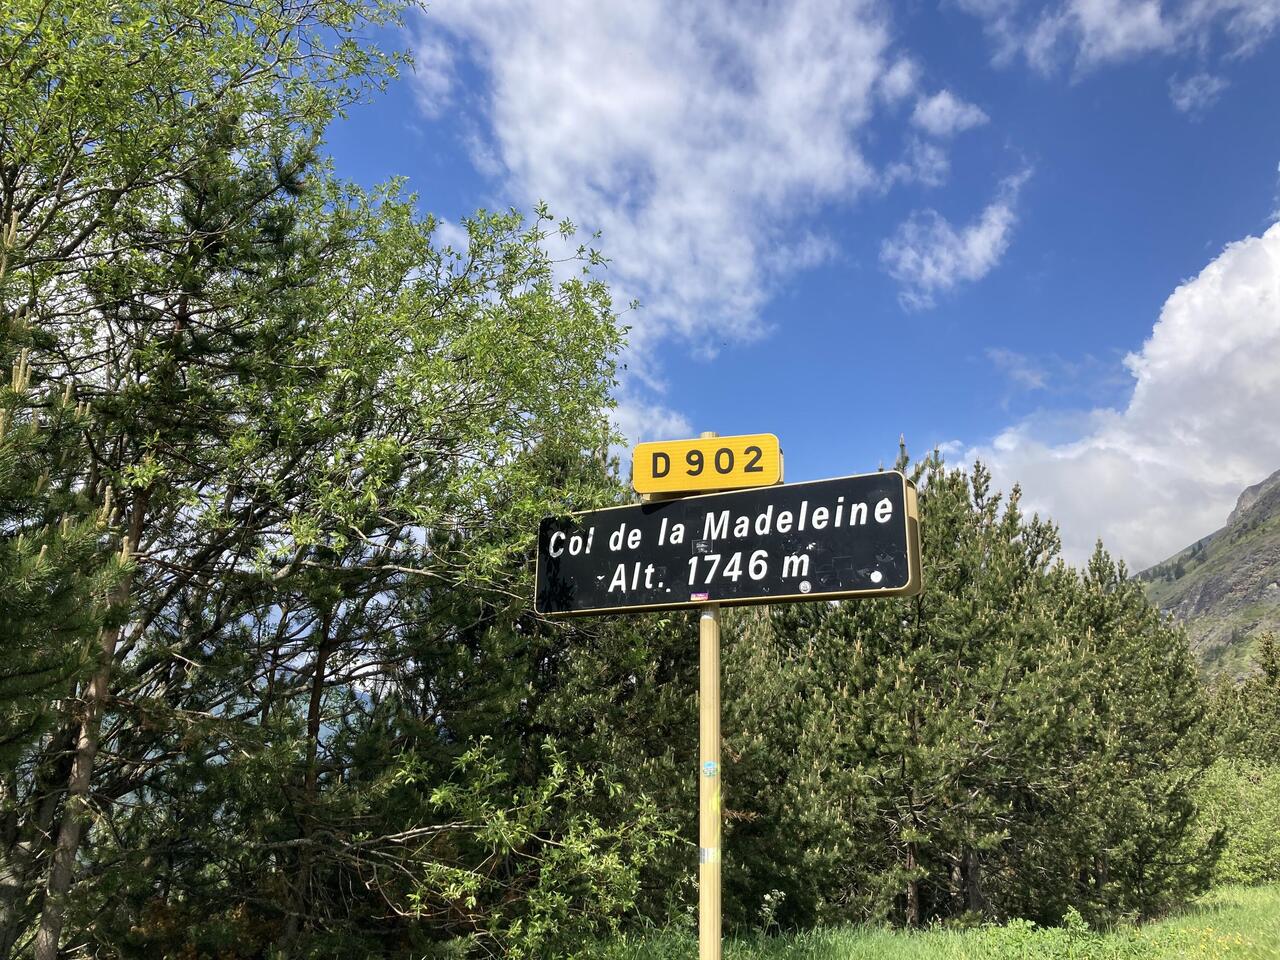 D 902
Col de la Madeleine
Alt. 1746 m